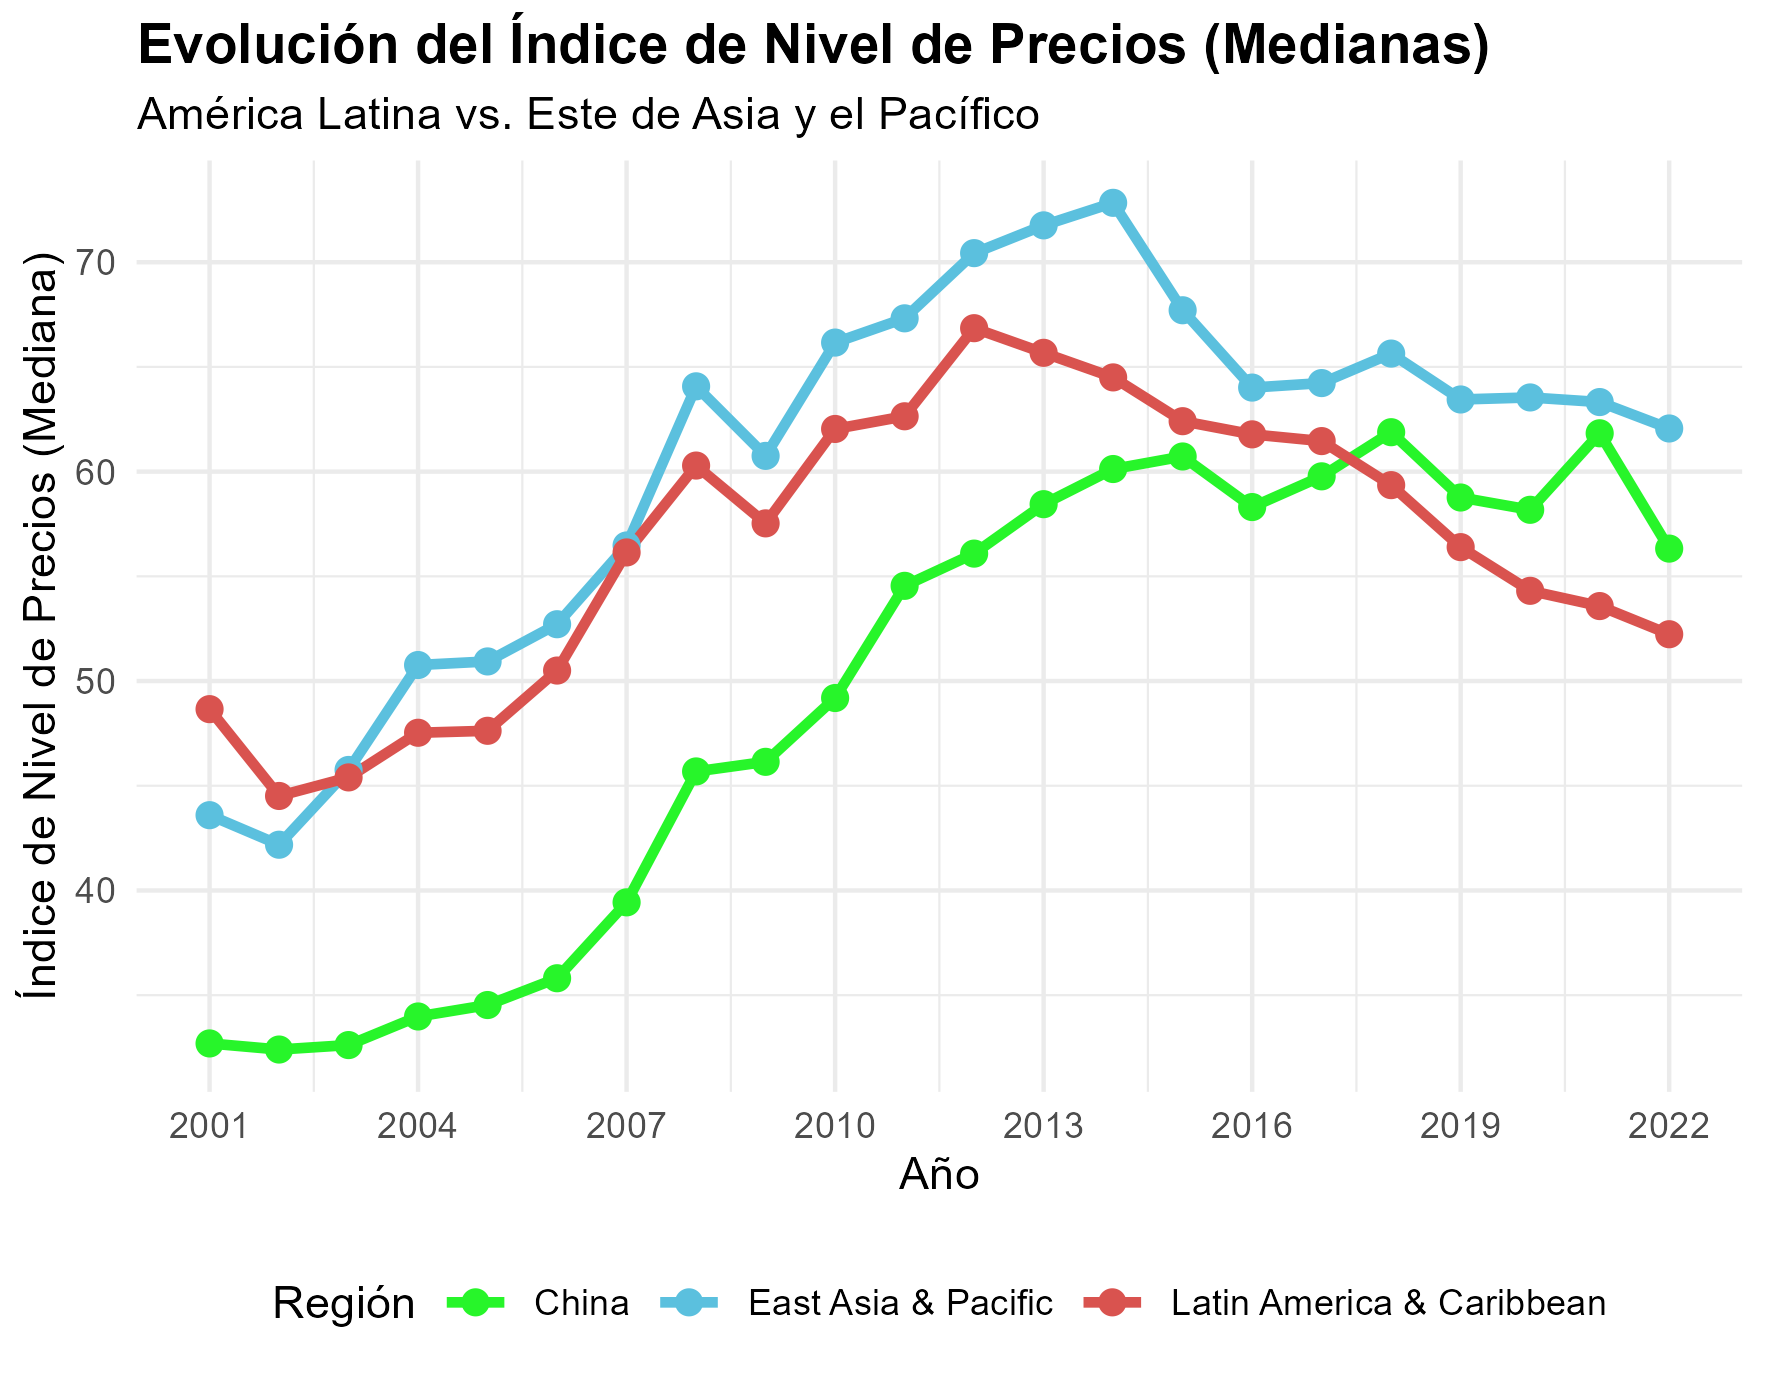 Evolución del Índice de Nivel de Precios (Medianas)
América Latina vs. Este de Asia y el Pacífico
Índice de Nivel de Precios (Mediana)
70
60
50
40
2001 2004 2007 2010 2013 2016 2019 2022
Año
Región China East Asia & Pacific Latin America & Caribbean